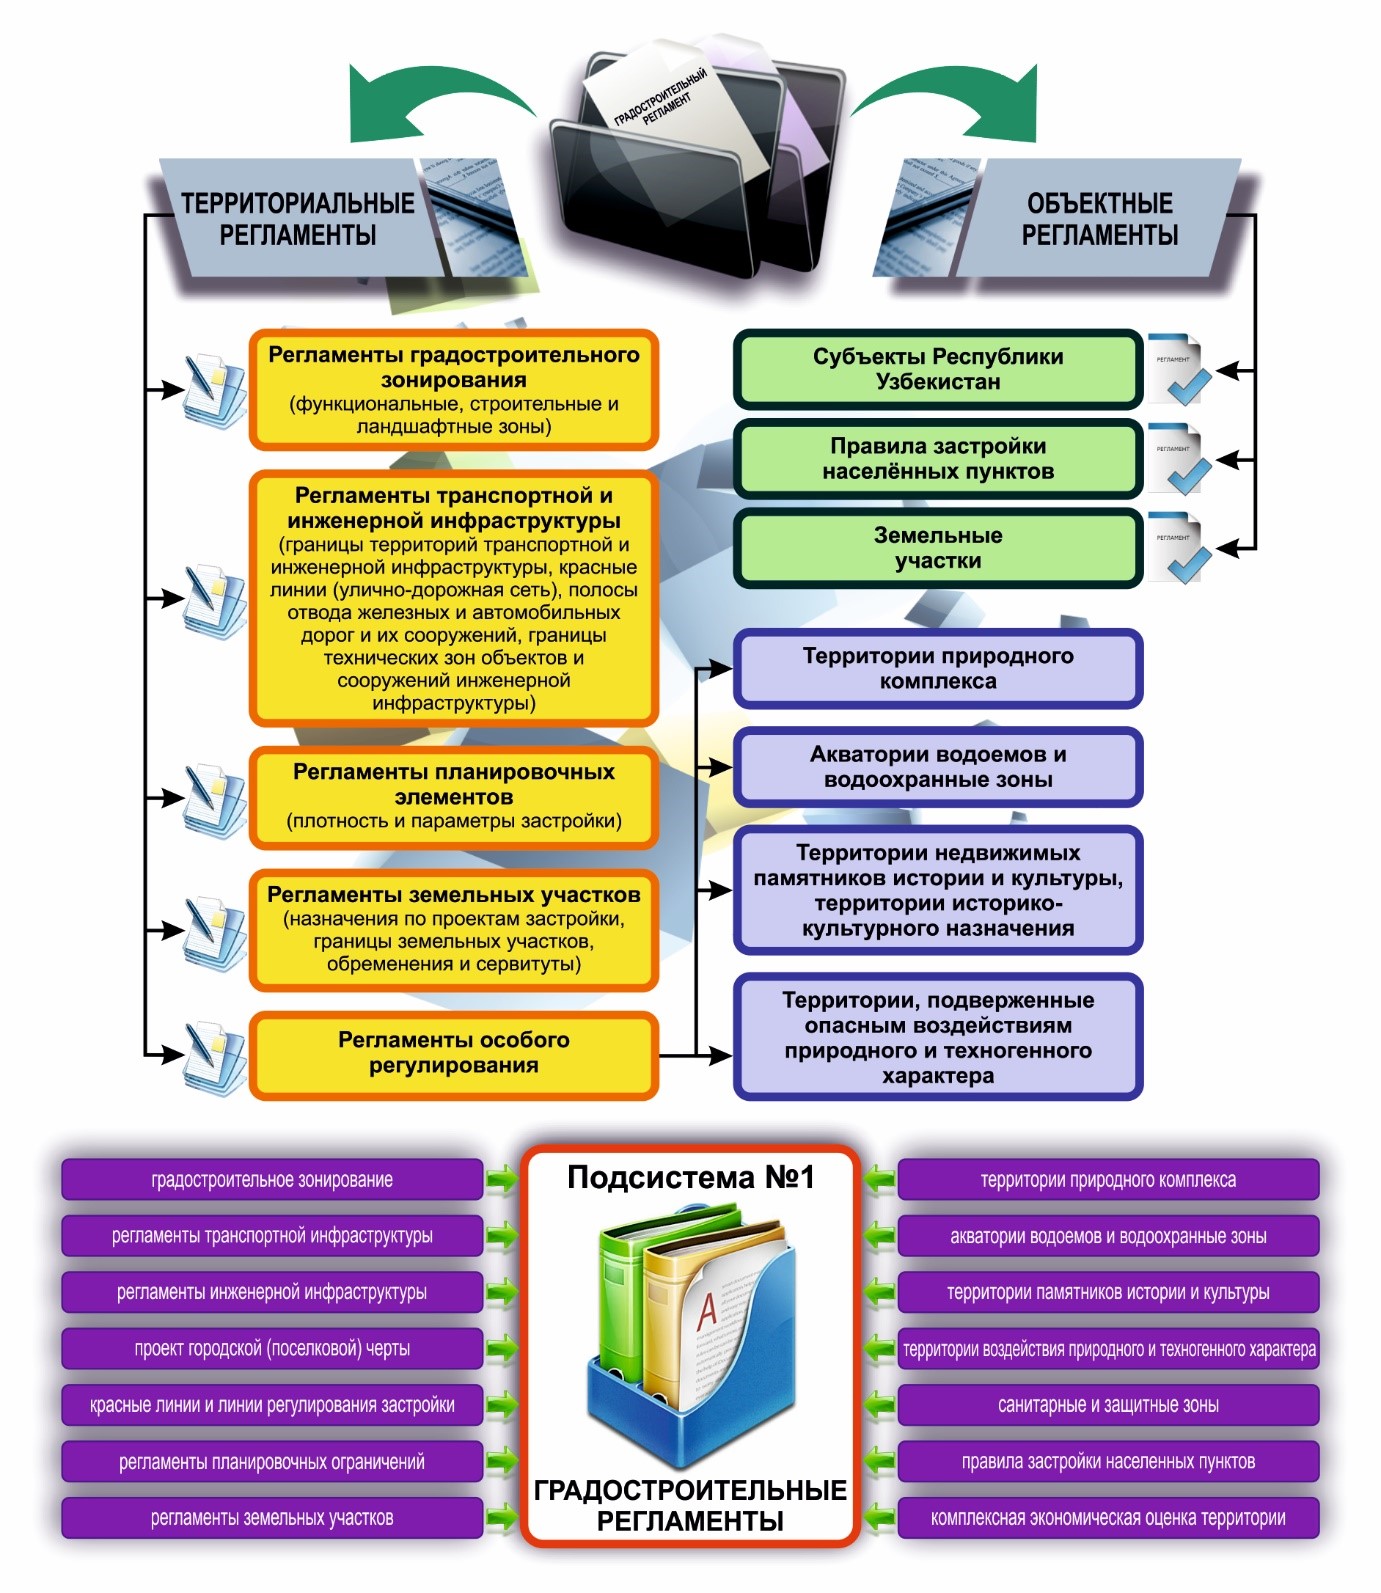 ГРАДОСТРОИТЕЛЬНЫЙ
РЕГЛАМЕНТ
ТЕРРИТОРИАЛЬНЫЕ
РЕГЛАМЕНТЫ
ОБЪЕКТНЫЕ
РЕГЛАМЕНТЫ
Регламенты градостроительного
зонирования
(функциональные, строительные и
ландшафтные зоны)
Регламенты транспортной и
инженерной инфраструктуры
(границы территорий транспортной и
инженерной инфраструктуры, красные
линии (улично-дорожная сеть), полосы
отвода железных и автомобильных
дорог и их сооружений, границы
технических зон объектов и
сооружений инженерной
инфраструктуры)
Регламенты планировочных
элементов
(плотность и параметры застройки)
Регламенты земельных участков
(назначения по проектам застройки,
границы земельных участков,
обременения и сервитуты)
Регламенты особого
регулирования
Субъекты Республики
Узбекистан
РЕГЛАМЕНТ
Правила застройки
населённых пунктов
РЕГЛАМЕНТ
Земельные
участки
РЕГЛАМЕНТ
Территории природного
комплекса
Акватории водоемов и
водоохранные зоны
Территории недвижимых
памятников истории и культуры,
территории историко-
культурного назначения
Территории, подверженные
опасным воздействиям
природного и техногенного
характера
градостроительное зонирование
регламенты транспортной инфраструктуры
регламенты инженерной инфраструктуры
проект городской (поселковой) черты
красные линии и линии регулирования застройки
регламенты планировочных ограничений
регламенты земельных участков
Подсистема №1
A
ГРАДОСТРОИТЕЛЬНЫЕ
РЕГЛАМЕНТЫ
территории природного комплекса
акватории водоемов и водоохранные зоны
территории памятников истории и культуры
территории воздействия природного и техногенного характера
санитарные и защитные зоны
правила застройки населенных пунктов
комплексная экономическая оценка территории